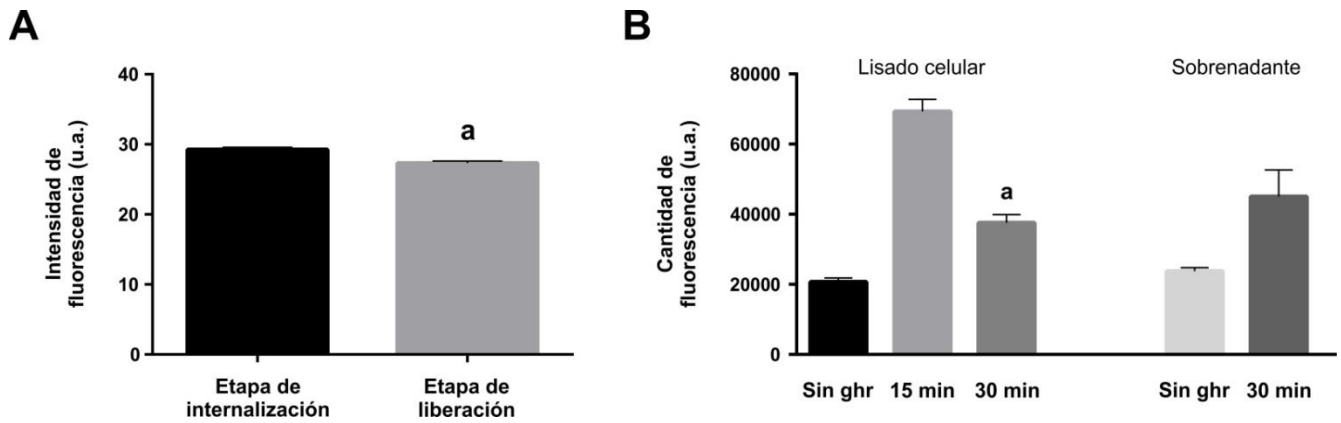 A
Intensidad de
fluorescencia (u.a.)
40
30
20
10
0
a
Etapa de
internalización
Etapa de
liberación
B
Cantidad de
fluorescencia (u.a.)
80000
60000
40000
20000
0
Lisado celular
Sobrenadante
a
Sin ghr
15 min
30 min
Sin ghr
30 min